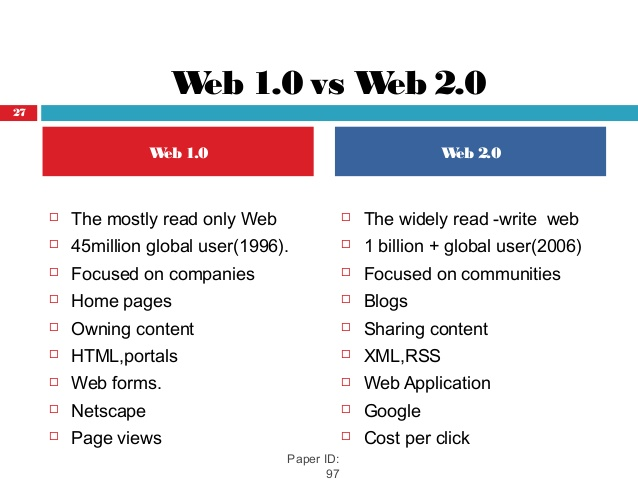 Web 1.0 vs Web 2.0
27
Web 1.0
The mostly read only Web
45million global user(1996).
Focused on companies
Home pages
Owning content
HTML,portals
Web forms.
Netscape
Page views
Web 2.0
The widely read -write  web
1 billion + global user(2006)
Focused on communities
Blogs
Sharing content
XML,RSS
Web Application
Google
Cost per click
Paper ID:
97